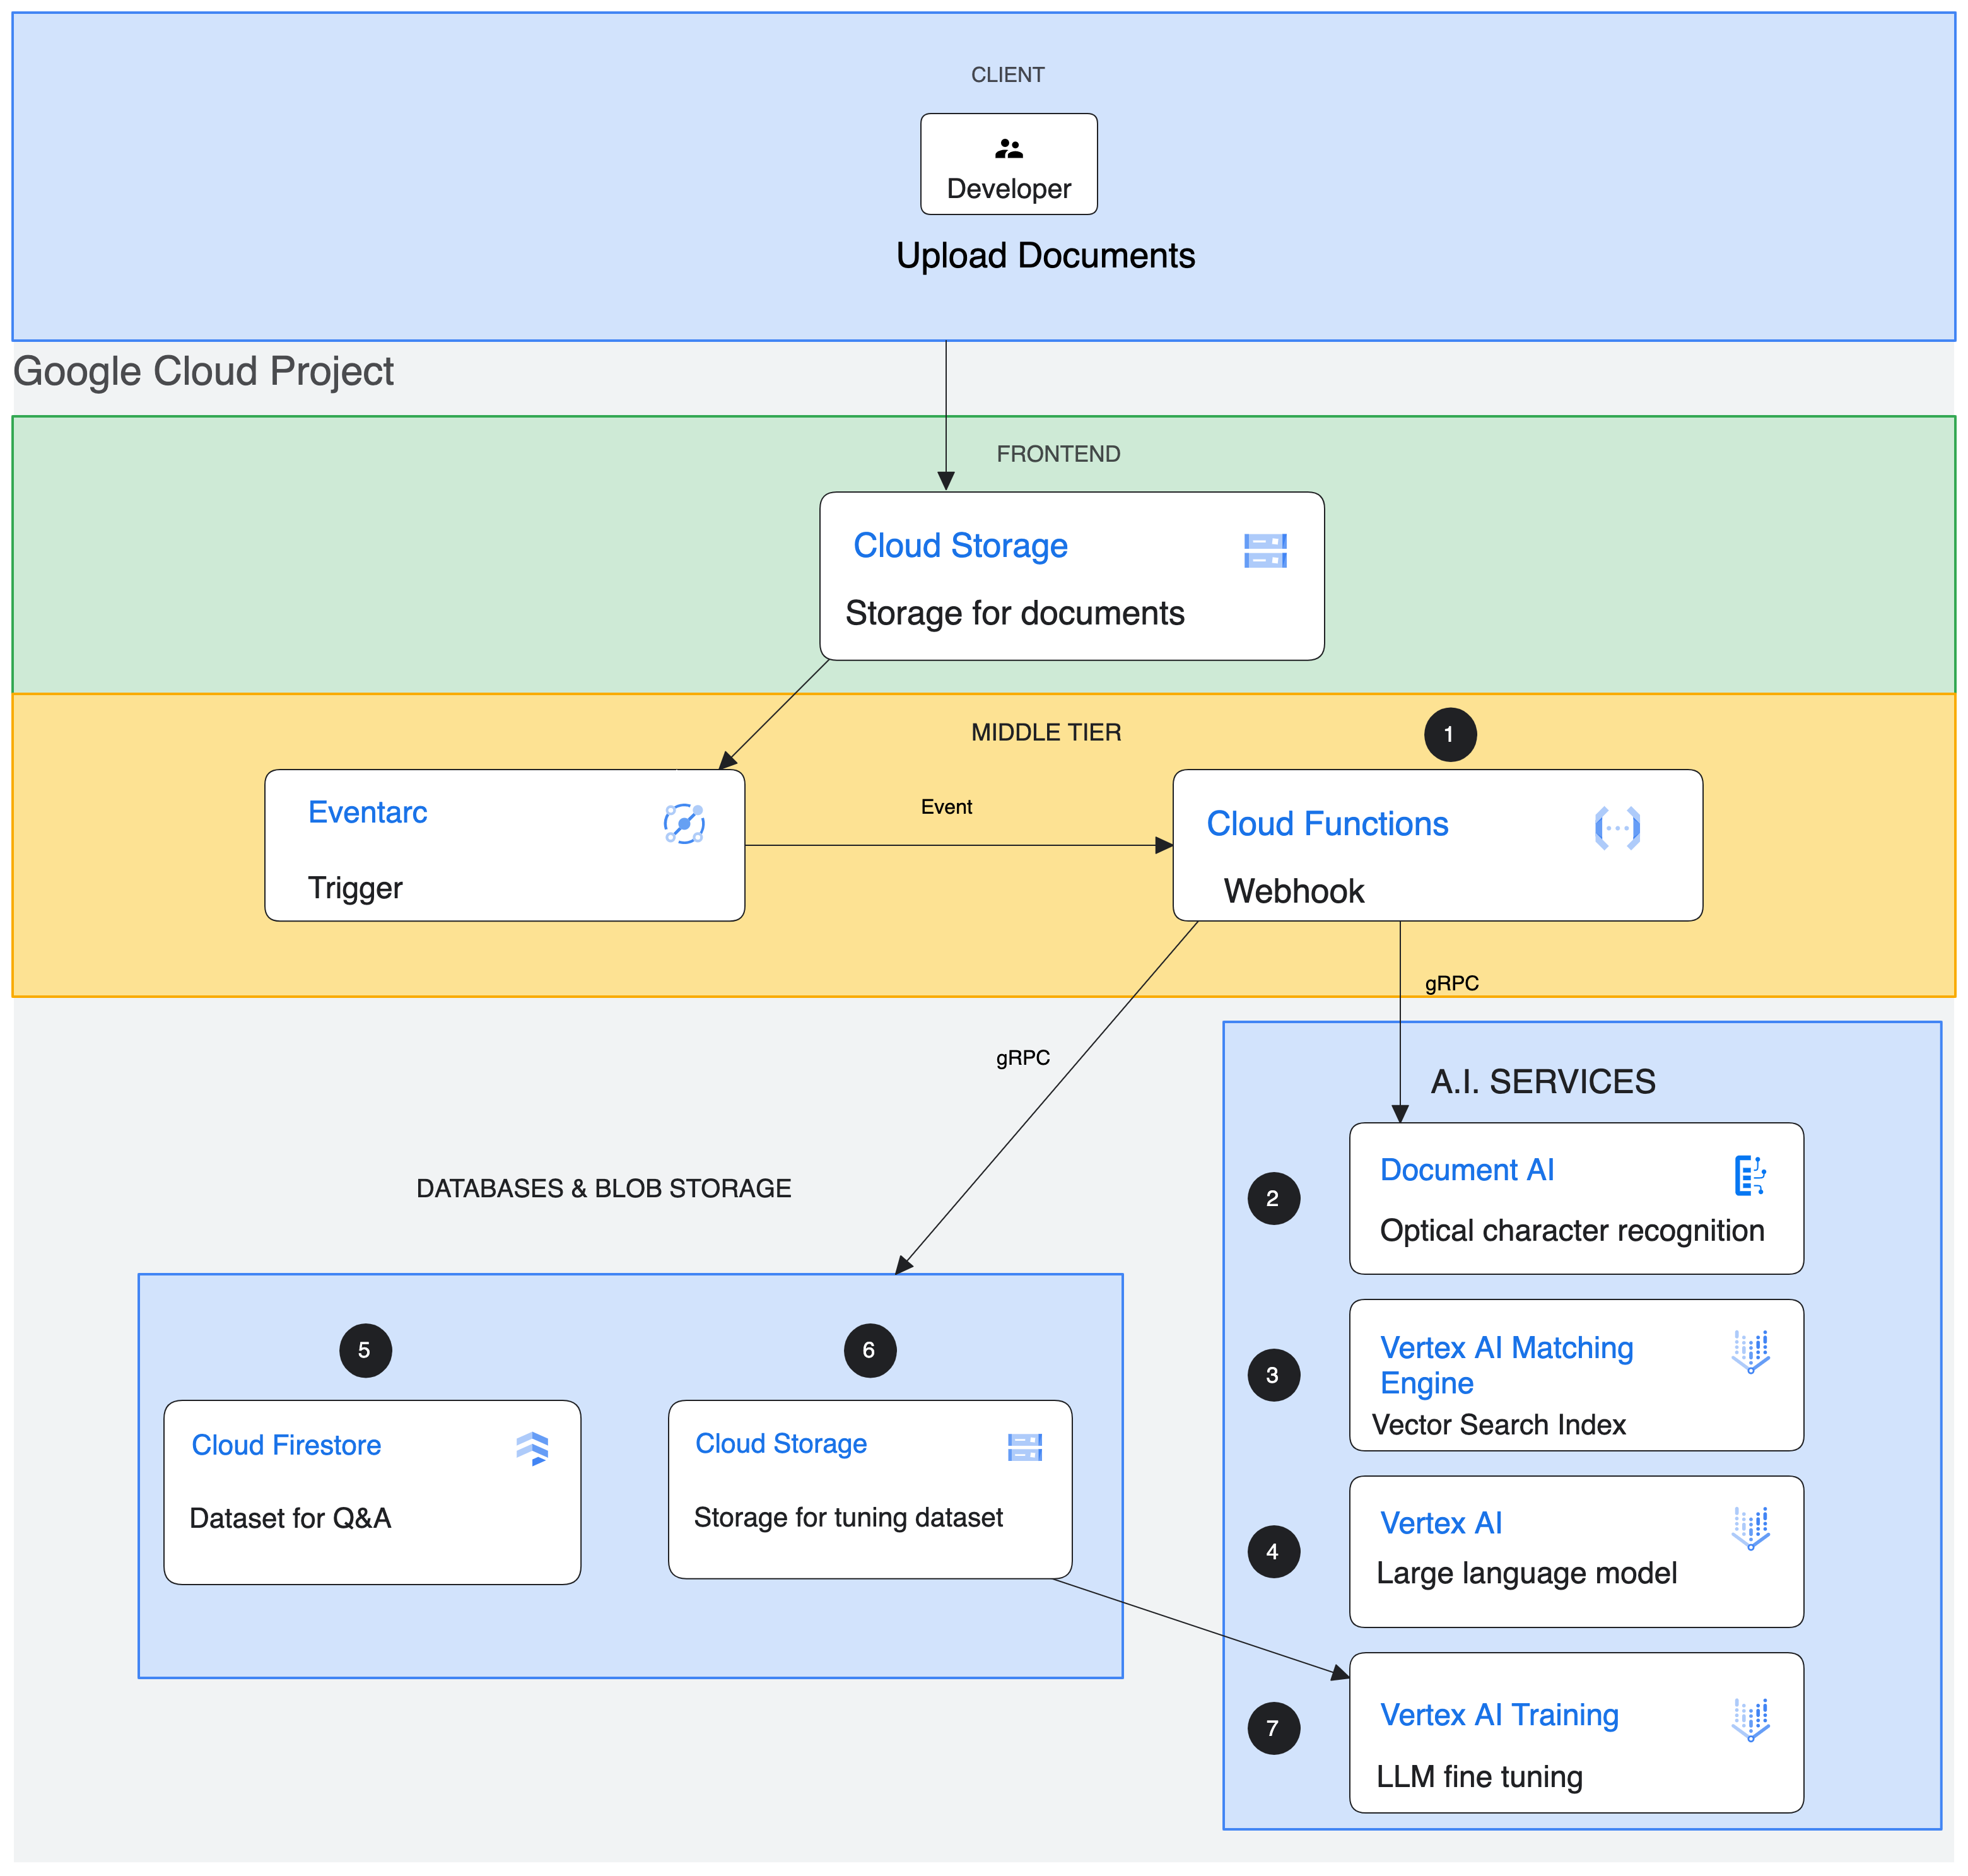 CLIENT
Developer
Upload Documents
Google Cloud Project
FRONTEND
Cloud Storage
Storage for documents
MIDDLE TIER
1
Eventarc
Trigger
Event
Cloud Functions
Webhook
gRPC
gRPC
A.I. SERVICES
2
Document AI
Optical character recognition
3
Vertex AI Matching
Engine
Vector Search Index
4
Vertex AI
Large language model
7
Vertex AI Training
LLM fine tuning
DATABASES & BLOB STORAGE
5
Cloud Firestore
Dataset for Q&A
6
Cloud Storage
Storage for tuning dataset